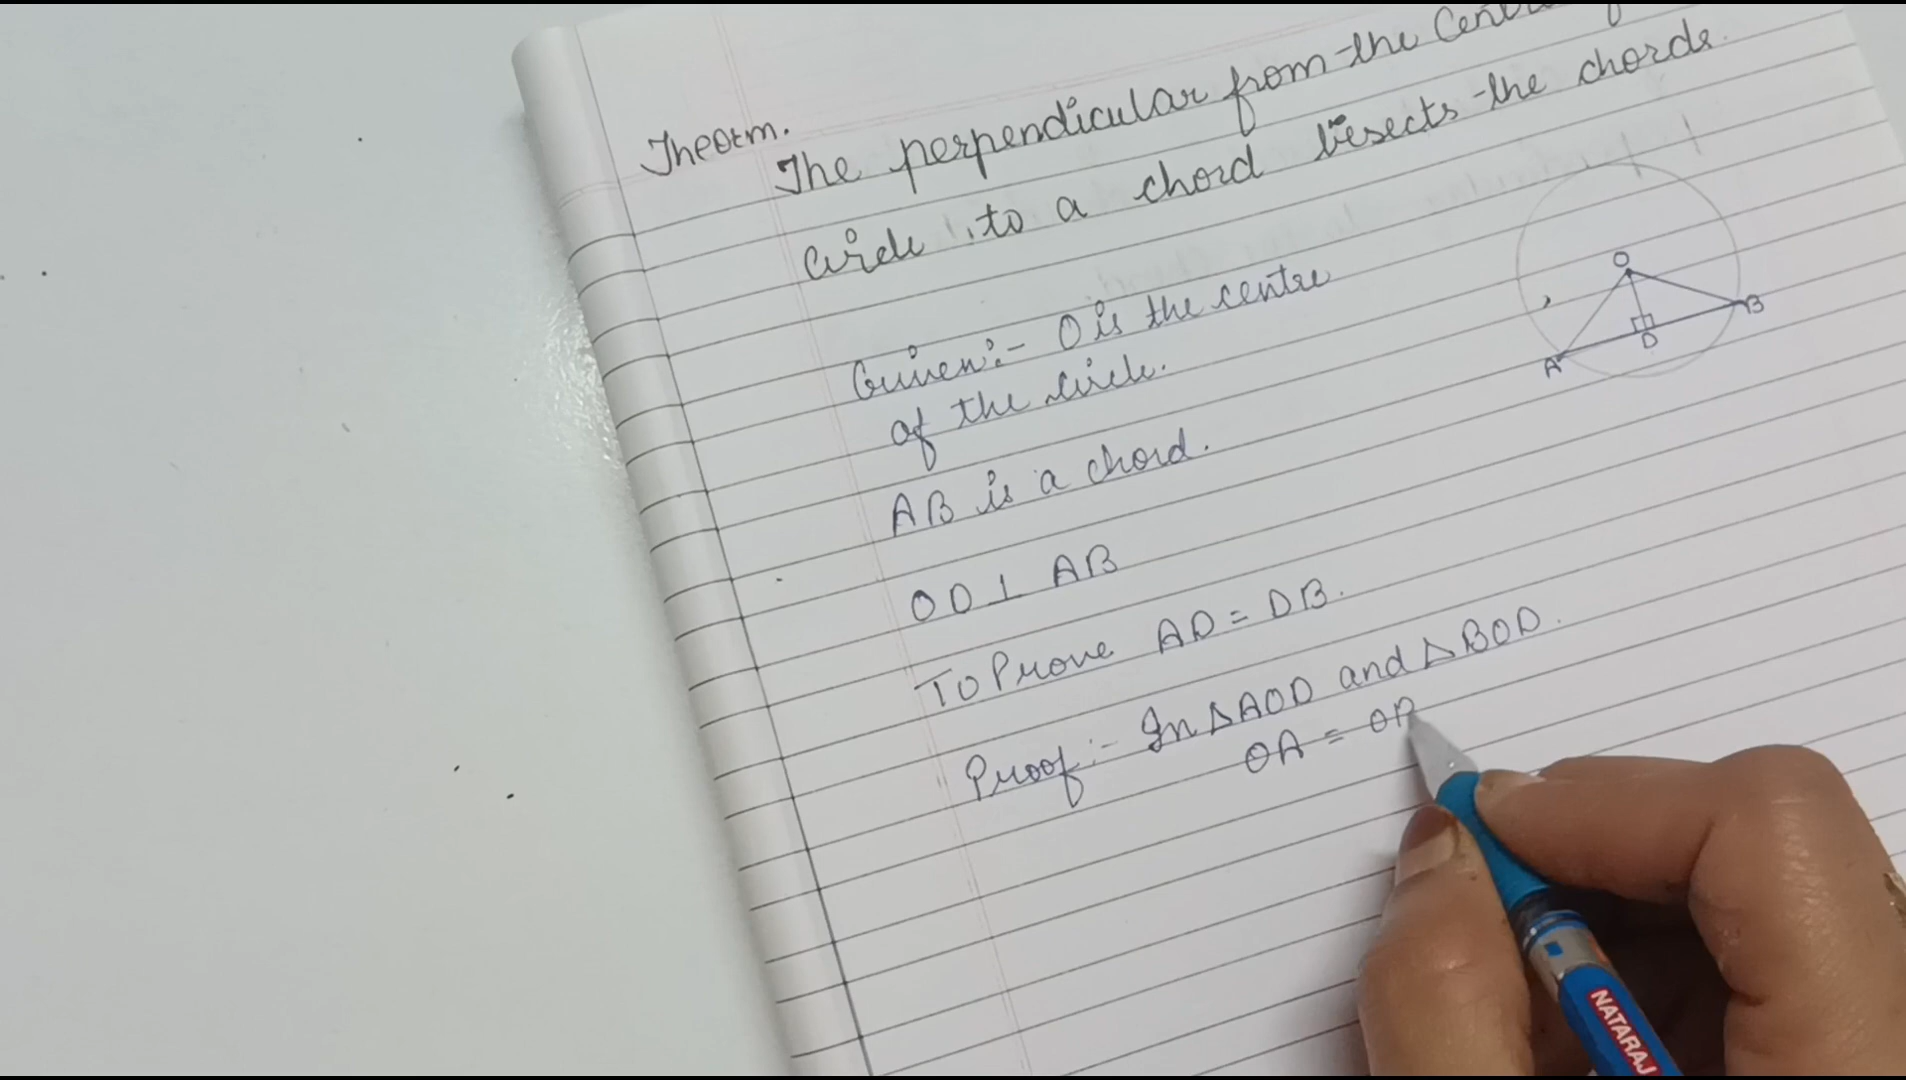 Theorm.
The perpendicular from the Centre
circle to a chord bisects the chords.
Given:- O is the centre
of the circle.
AB is a chord.
OD ⊥ AB
To Prove AD = DB.
Proof:- In △AOD and △BOD.
OA = OB
O
B
D
A
NATARAJ